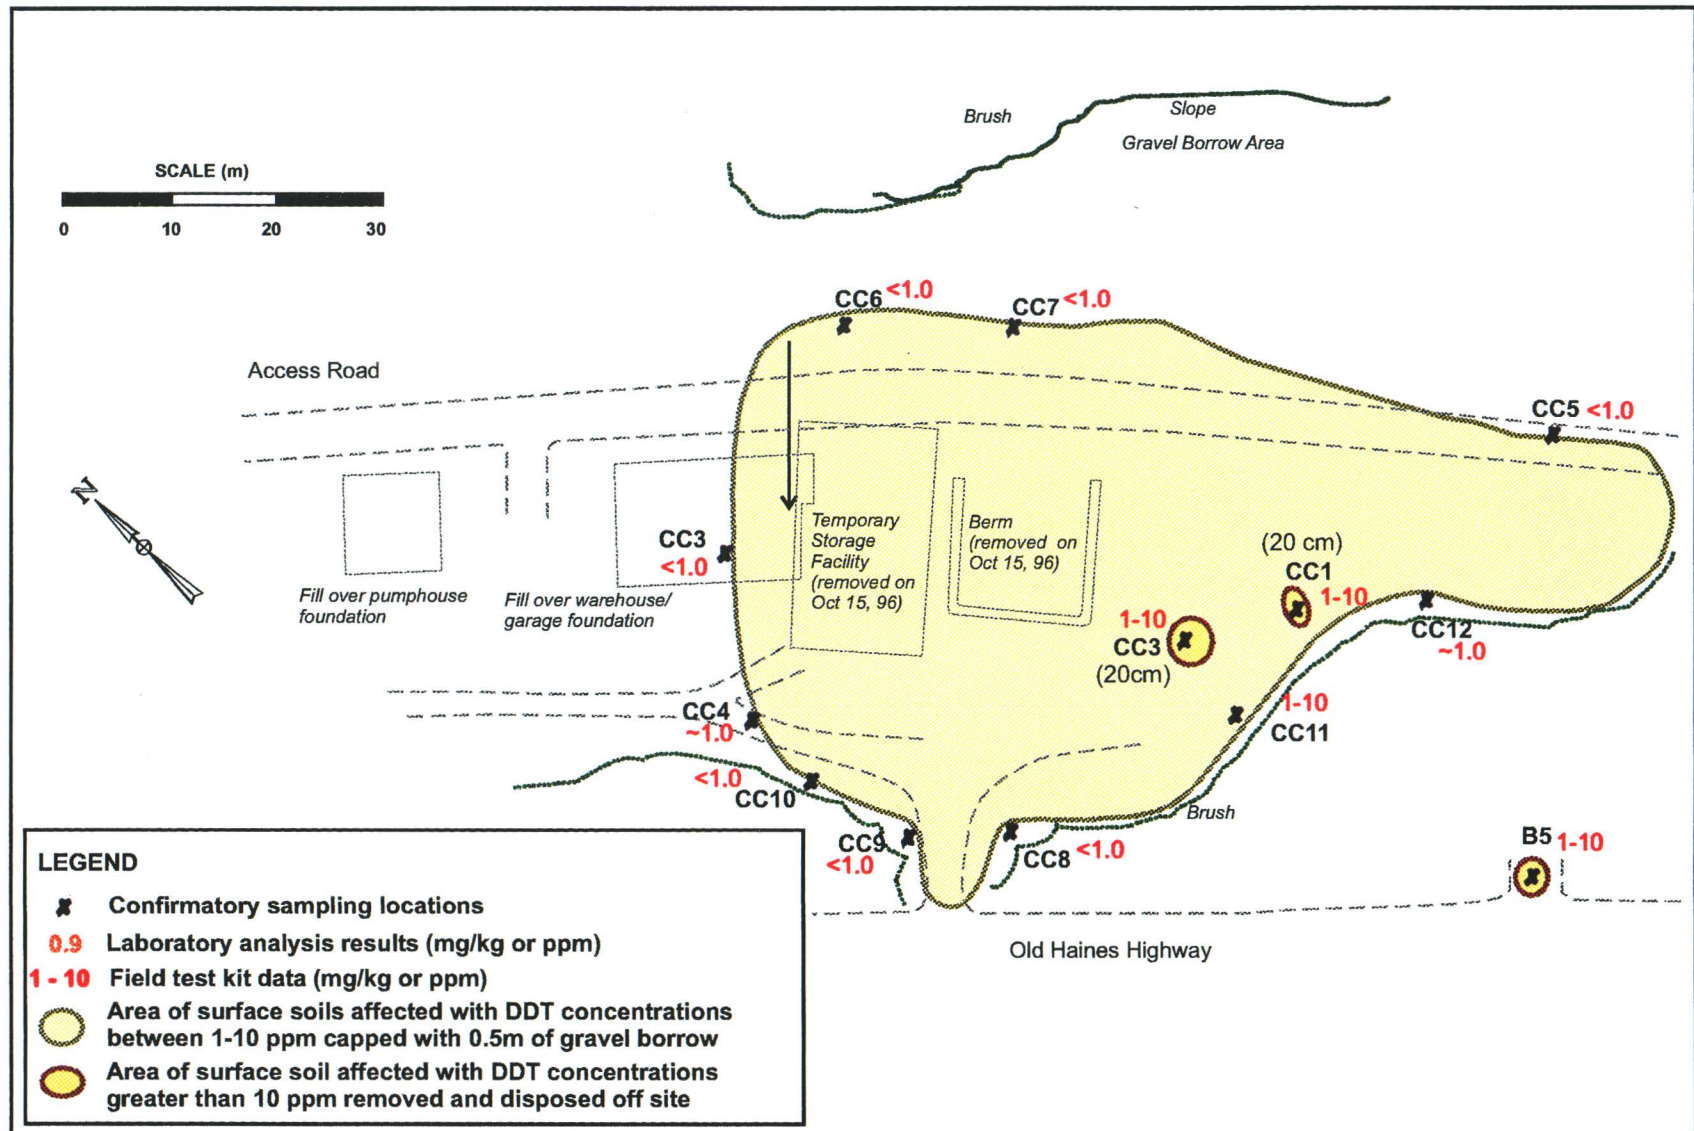 Brush
Slope
Gravel Borrow Area
SCALE (m)
0 10 20 30
CC6 <1.0
CC7 <1.0
Access Road
CC5 <1.0
N
CC3
<1.0
Temporary
Storage
Facility
(removed on
Oct 15, 96)
Berm
(removed on
Oct 15, 96)
(20 cm)
CC1
1-10
Fill over pumphouse
foundation
Fill over warehouse/
garage foundation
1-10
CC3
(20cm)
CC12
~1.0
CC4
~1.0
1-10
CC11
<1.0
CC10
Brush
CC9
<1.0
CC8 <1.0
B5 1-10
Old Haines Highway
LEGEND
Confirmatory sampling locations
0.9 Laboratory analysis results (mg/kg or ppm)
1 - 10 Field test kit data (mg/kg or ppm)
Area of surface soils affected with DDT concentrations
between 1-10 ppm capped with 0.5m of gravel borrow
Area of surface soil affected with DDT concentrations
greater than 10 ppm removed and disposed off site